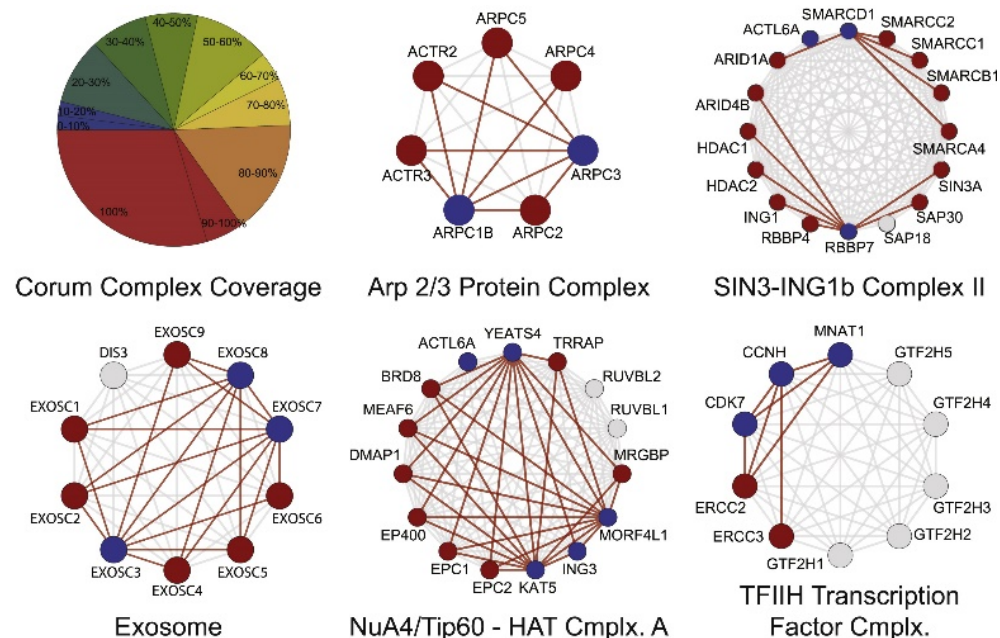 40-50%
30-40%
50-60%
20-30%
60-70%
70-80%
10-20%
0-10%
80-90%
100%
90-100%
Corum Complex Coverage
ARPC5
ACTR2
ARPC4
ACTR3
ARPC3
ARPC1B
ARPC2
Arp 2/3 Protein Complex
SMARCD1
ACTL6A
SMARCC2
ARID1A
SMARCC1
SMARCB1
ARID4B
HDAC1
SMARCA4
HDAC2
SIN3A
ING1
SAP30
RBBP4
SAP18
RBBP7
SIN3-ING1b Complex II
EXOSC9
DIS3
EXOSC8
EXOSC1
EXOSC7
EXOSC2
EXOSC6
EXOSC3
EXOSC5
EXOSC4
Exosome
YEATS4
ACTL6A
TRRAP
BRD8
RUVBL2
MEAF6
RUVBL1
DMAP1
MRGBP
EP400
MORF4L1
EPC1
ING3
EPC2
KAT5
NuA4/Tip60 - HAT Cmplx. A
MNAT1
CCNH
GTF2H5
CDK7
GTF2H4
ERCC2
GTF2H3
ERCC3
GTF2H2
GTF2H1
TFIIH Transcription
Factor Cmplx.